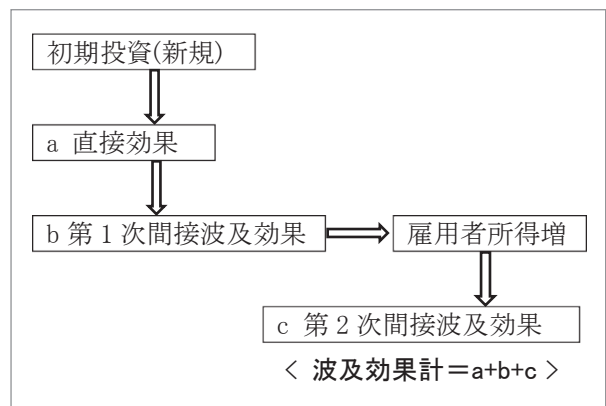 初期投資(新規)
a 直接効果
b 第1次間接波及効果
雇用者所得増
c 第2次間接波及効果
< 波及効果計=a+b+c >